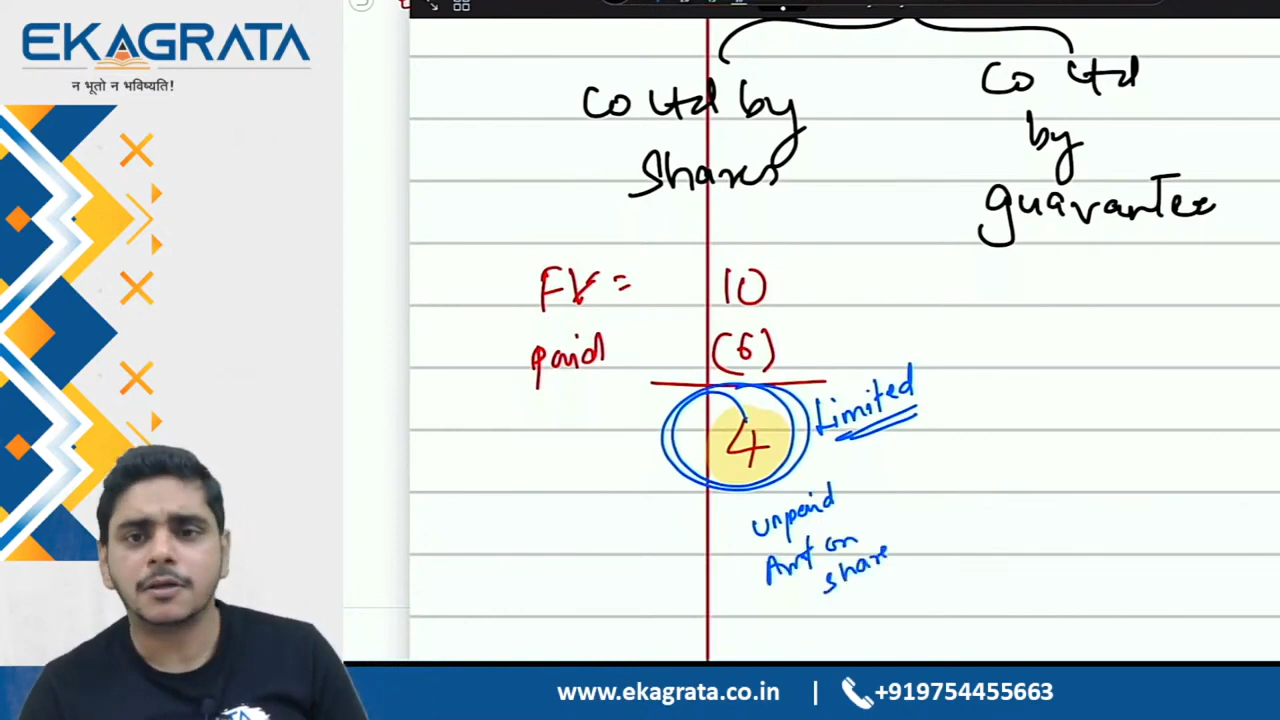 EKAGRATA
न भूतो न भविष्यति!
Co Ltd by
Shares
Co Ltd
by
guarantee
FV = 10
paid (6)
4
Limited
unpaid
Amt on
share
www.ekagrata.co.in | +919754455663